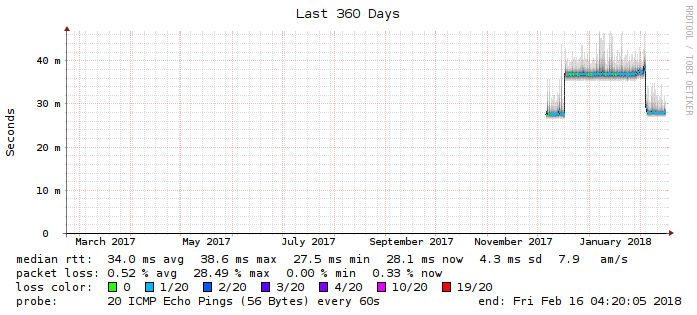 Last 360 Days
RRDTOOL / TOBI OETIKER
Seconds
40 m
30 m
20 m
10 m
0
March 2017 May 2017 July 2017 September 2017 November 2017 January 2018
median rtt: 34.0 ms avg 38.6 ms max 27.5 ms min 28.1 ms now 4.3 ms sd 7.9 am/s
packet loss: 0.52 % avg 28.49 % max 0.00 % min 0.33 % now
loss color: 0 1/20 2/20 3/20 4/20 10/20 19/20
probe: 20 ICMP Echo Pings (56 Bytes) every 60s end: Fri Feb 16 04:20:05 2018